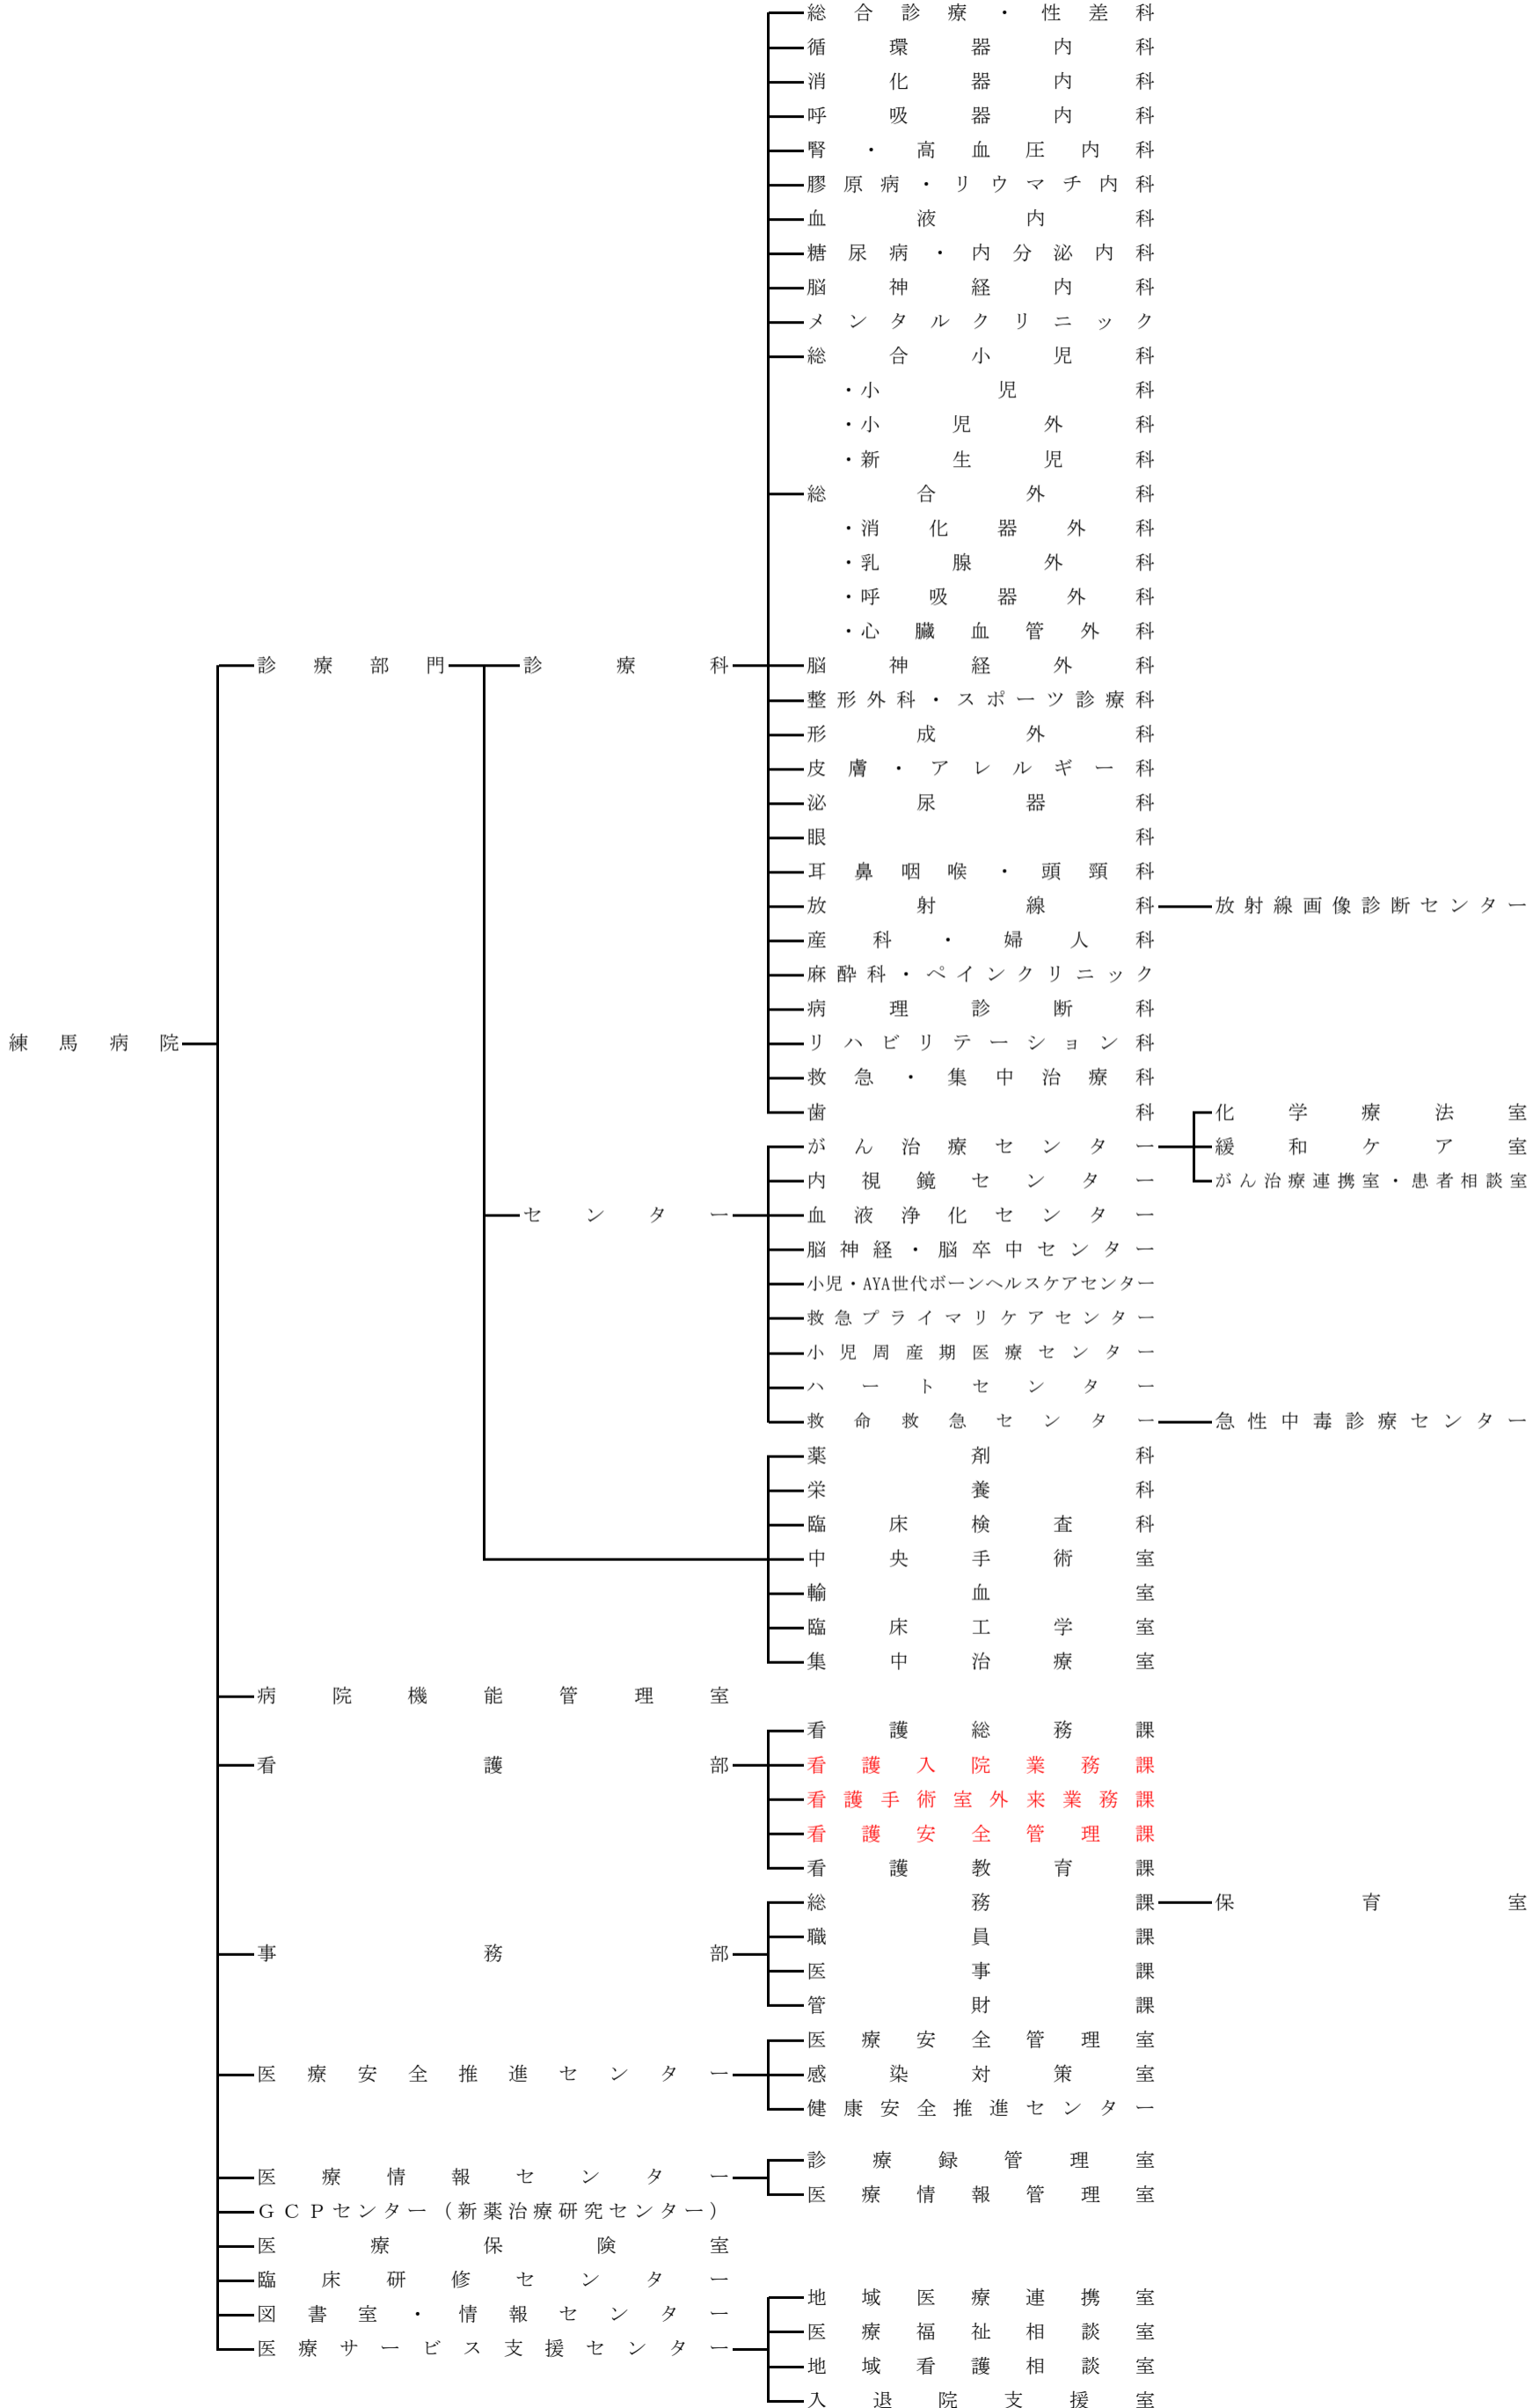 総合診療・性差科
循環器内科
消化器内科
呼吸器内科
腎・高血圧内科
膠原病・リウマチ内科
血液内科
糖尿病・内分泌内科
脳神経内科
メンタルクリニック
総合小児科
・小児科
・小児外科
・新生児科
総合外科
・消化器外科
・乳腺外科
・呼吸器外科
・心臓血管外科
診療部門 診療科 脳神経外科
整形外科・スポーツ診療科
形成外科
皮膚・アレルギー科
泌尿器科
眼科
耳鼻咽喉・頭頸科
放射線科 放射線画像診断センター
産科・婦人科
麻酔科・ペインクリニック
病理診断科
練馬病院 リハビリテーション科
救急・集中治療科
歯科 化学療法室
がん治療センター 緩和ケア室
内視鏡センター がん治療連携室・患者相談室
センター 血液浄化センター
脳神経・脳卒中センター
小児・AYA世代ボーンヘルスケアセンター
救急プライマリケアセンター
小児周産期医療センター
ハートセンター
救命救急センター 急性中毒診療センター
薬剤科
栄養科
臨床検査科
中央手術室
輸血室
臨床工学室
集中治療室
病院機能管理室
看護総務課
看護部 看護入院業務課
看護手術室外来業務課
看護安全管理課
看護教育課
総務課 保育室
職員課
事務部
医事課
管財課
医療安全管理室
医療安全推進センター 感染対策室
健康安全推進センター
診療録管理室
医療情報センター
医療情報管理室
ＧＣＰセンター（新薬治療研究センター）
医療保険室
臨床研修センター
地域医療連携室
図書室・情報センター
医療福祉相談室
医療サービス支援センター
地域看護相談室
入退院支援室